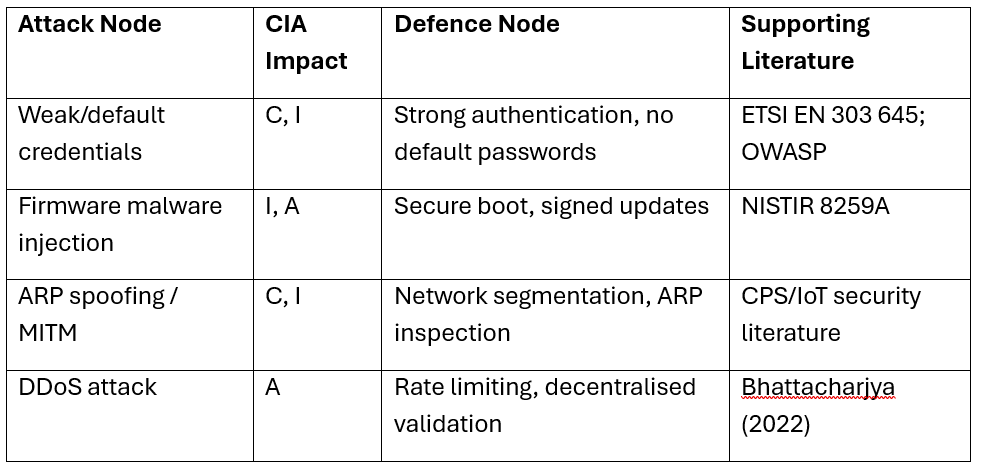 Attack Node
CIA
Impact
Defence Node
Supporting
Literature
Weak/default
credentials
C, I
Strong authentication, no
default passwords
ETSI EN 303 645;
OWASP
Firmware malware
injection
I, A
Secure boot, signed updates
NISTIR 8259A
ARP spoofing /
MITM
C, I
Network segmentation, ARP
inspection
CPS/IoT security
literature
DDoS attack
A
Rate limiting, decentralised
validation
Bhattacharjya
(2022)